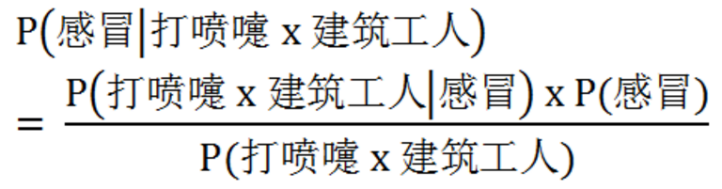 P(感冒|打喷嚏 x 建筑工人)
= P(打喷嚏 x 建筑工人|感冒) x P(感冒)
P(打喷嚏 x 建筑工人)